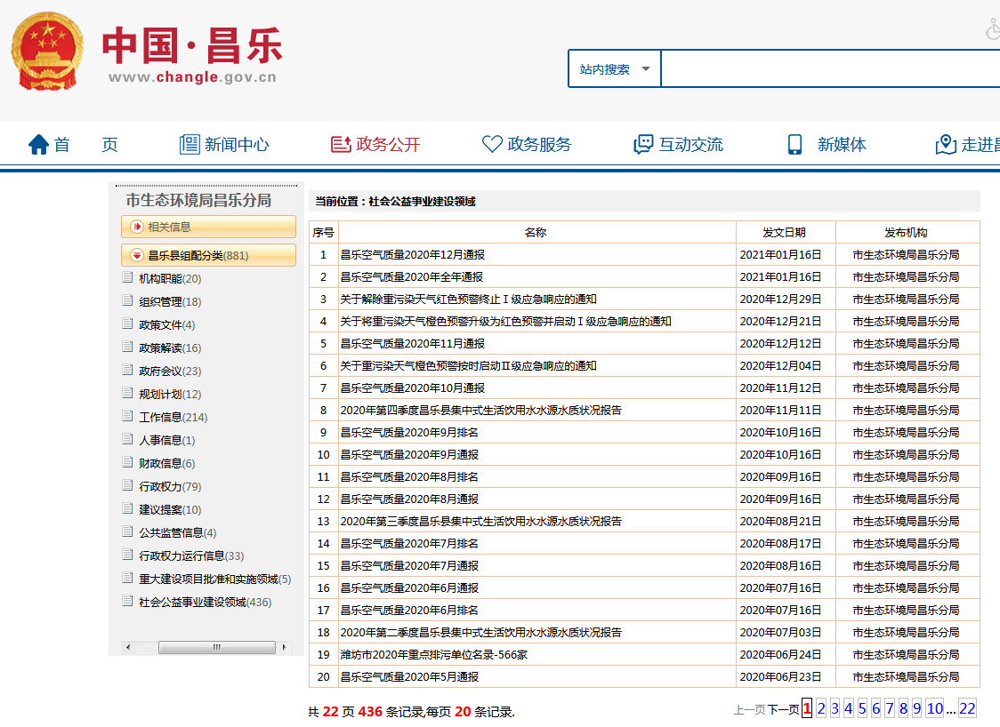 中国·昌乐
www.changle.gov.cn
站内搜索
首 页 新闻中心 政务公开 政务服务 互动交流 新媒体 走进昌
市生态环境局昌乐分局
相关信息
昌乐县组配分类(881)
机构职能(20)
组织管理(18)
政策文件(4)
政策解读(16)
政府会议(23)
规划计划(12)
工作信息(214)
人事信息(1)
财政信息(6)
行政权力(79)
建议提案(10)
公共监管信息(4)
行政权力运行信息(33)
重大建设项目批准和实施领域(5)
社会公益事业建设领域(436)
当前位置：社会公益事业建设领域
序号 名称 发文日期 发布机构
1 昌乐空气质量2020年12月通报 2021年01月16日 市生态环境局昌乐分局
2 昌乐空气质量2020年全年通报 2021年01月16日 市生态环境局昌乐分局
3 关于解除重污染天气红色预警终止Ⅰ级应急响应的通知 2020年12月29日 市生态环境局昌乐分局
4 关于将重污染天气橙色预警升级为红色预警并启动Ⅰ级应急响应的通知 2020年12月21日 市生态环境局昌乐分局
5 昌乐空气质量2020年11月通报 2020年12月12日 市生态环境局昌乐分局
6 关于重污染天气橙色预警按时启动Ⅱ级应急响应的通知 2020年12月04日 市生态环境局昌乐分局
7 昌乐空气质量2020年10月通报 2020年11月12日 市生态环境局昌乐分局
8 2020年第四季度昌乐县集中式生活饮用水水源水质状况报告 2020年11月11日 市生态环境局昌乐分局
9 昌乐空气质量2020年9月排名 2020年10月16日 市生态环境局昌乐分局
10 昌乐空气质量2020年9月通报 2020年10月16日 市生态环境局昌乐分局
11 昌乐空气质量2020年8月排名 2020年09月16日 市生态环境局昌乐分局
12 昌乐空气质量2020年8月通报 2020年09月16日 市生态环境局昌乐分局
13 2020年第三季度昌乐县集中式生活饮用水水源水质状况报告 2020年08月21日 市生态环境局昌乐分局
14 昌乐空气质量2020年7月排名 2020年08月17日 市生态环境局昌乐分局
15 昌乐空气质量2020年7月通报 2020年08月16日 市生态环境局昌乐分局
16 昌乐空气质量2020年6月通报 2020年07月16日 市生态环境局昌乐分局
17 昌乐空气质量2020年6月排名 2020年07月16日 市生态环境局昌乐分局
18 2020年第二季度昌乐县集中式生活饮用水水源水质状况报告 2020年07月03日 市生态环境局昌乐分局
19 潍坊市2020年重点排污单位名录-566家 2020年06月24日 市生态环境局昌乐分局
20 昌乐空气质量2020年5月通报 2020年06月23日 市生态环境局昌乐分局
共 22 页 436 条记录,每页 20 条记录.
上一页 下一页 1 2 3 4 5 6 7 8 9 10 ... 22